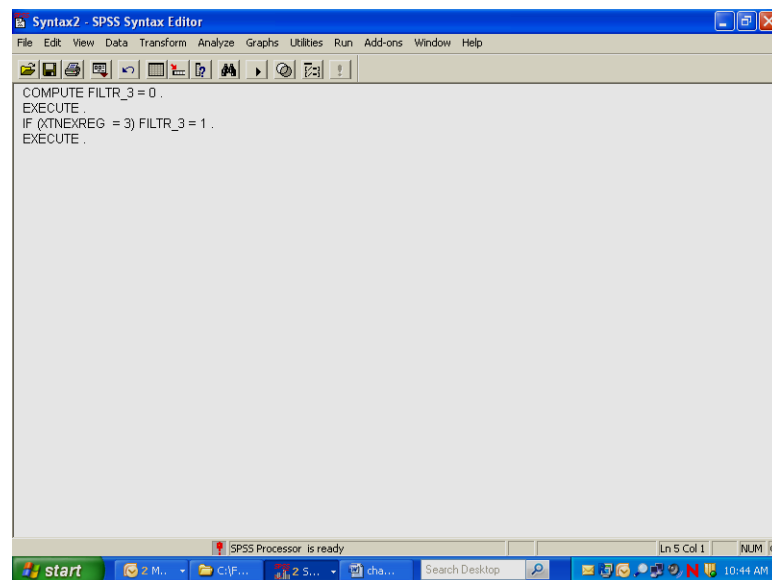 Syntax2 - SPSS Syntax Editor
File Edit View Data Transform Analyze Graphs Utilities Run Add-ons Window Help
COMPUTE FILTR_3 = 0 .
EXECUTE .
IF (XTNEXREG = 3) FILTR_3 = 1 .
EXECUTE .
SPSS Processor is ready
Ln 5 Col 1
NUM
start
2 M..
C:\F...
2 S...
cha...
Search Desktop
10:44 AM